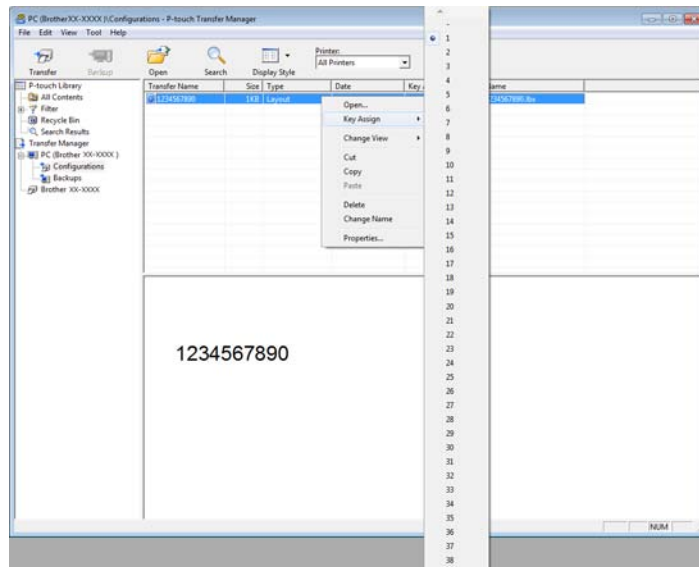 PC (Brother XX-XXXX )\Configurations - P-touch Transfer Manager
File Edit View Tool Help
Transfer
Backup
Open
Search
Display Style
Printer:
All Printers
P-touch Library
All Contents
Filter
Recycle Bin
Search Results
Transfer Manager
PC (Brother XX-XXXX )
Configurations
Backups
Brother XX-XXXX
Transfer Name Size Type Date Key
1234567890 1KB Layout
Open...
Key Assign
Change View
Cut
Copy
Paste
Delete
Change Name
Properties...
-
1
2
3
4
5
6
7
8
9
10
11
12
13
14
15
16
17
18
19
20
21
22
23
24
25
26
27
28
29
30
31
32
33
34
35
36
37
38
1234567890
NUM